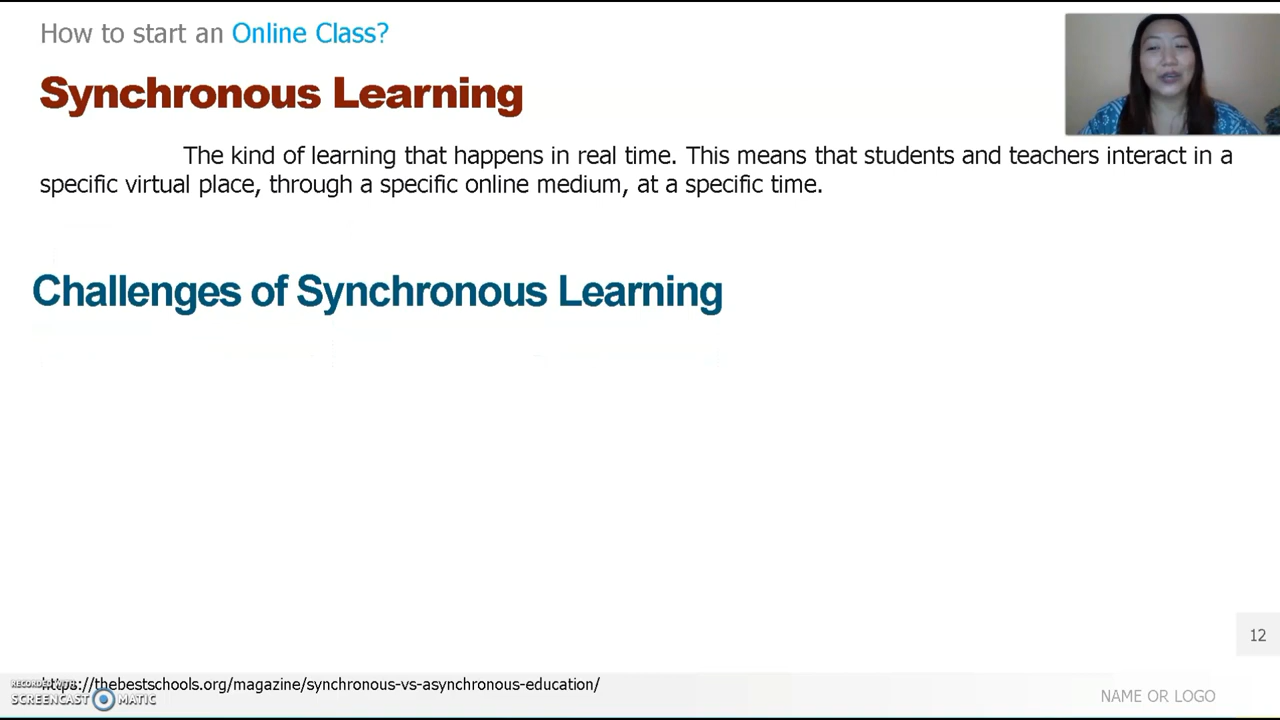 How to start an Online Class?
Synchronous Learning
The kind of learning that happens in real time. This means that students and teachers interact in a
specific virtual place, through a specific online medium, at a specific time.
Challenges of Synchronous Learning
12
https://thebestschools.org/magazine/synchronous-vs-asynchronous-education/
RECORDED WITH
SCREENCAST MATIC
NAME OR LOGO